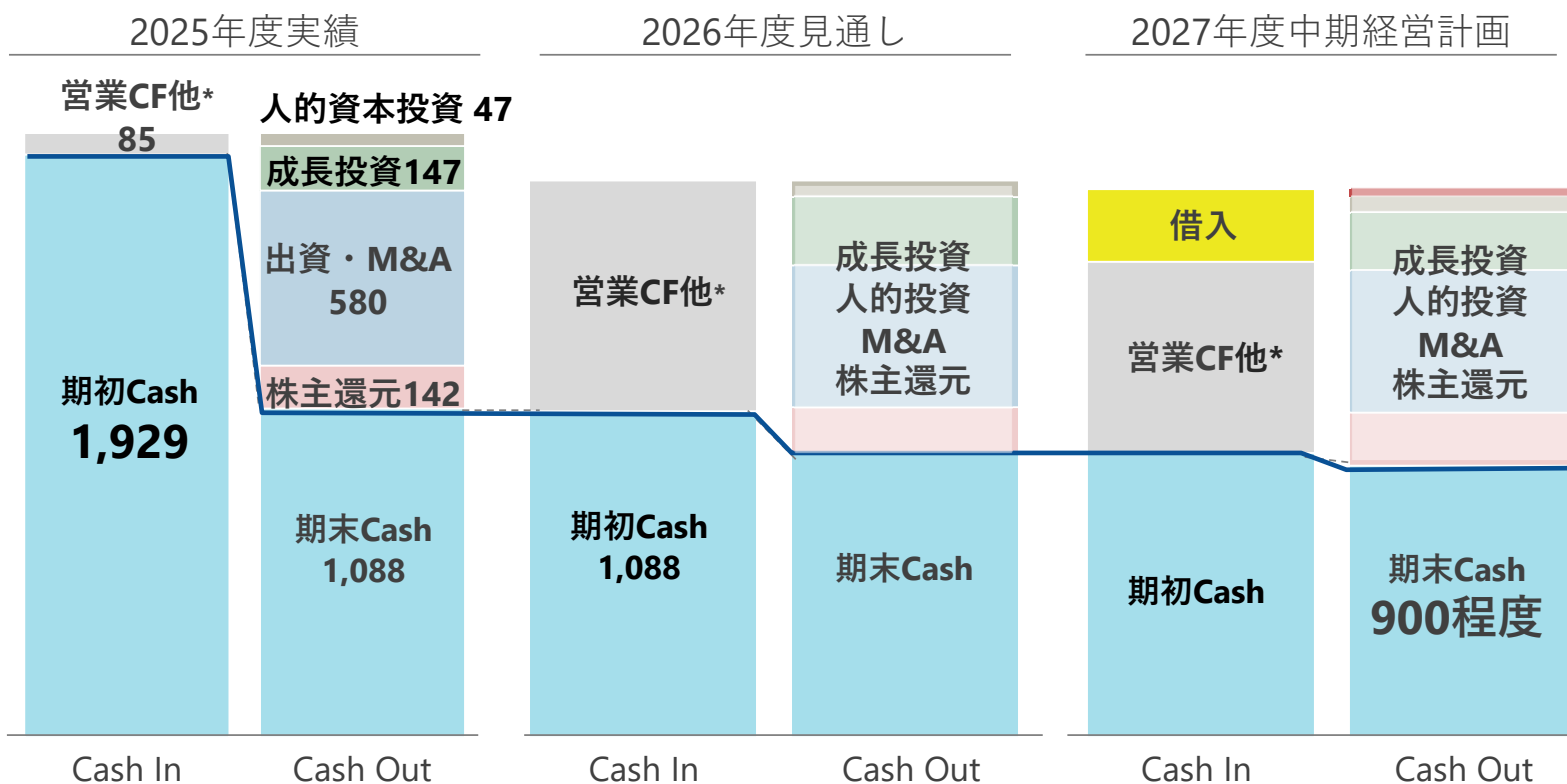 2025年度実績
営業CF他*
85
期初Cash
1,929
Cash In
人的資本投資 47
成長投資147
出資・M&A
580
株主還元142
期末Cash
1,088
Cash Out
2026年度見通し
営業CF他*
期初Cash
1,088
Cash In
成長投資
人的投資
M&A
株主還元
期末Cash
Cash Out
2027年度中期経営計画
借入
営業CF他*
期初Cash
Cash In
成長投資
人的投資
M&A
株主還元
期末Cash
900程度
Cash Out